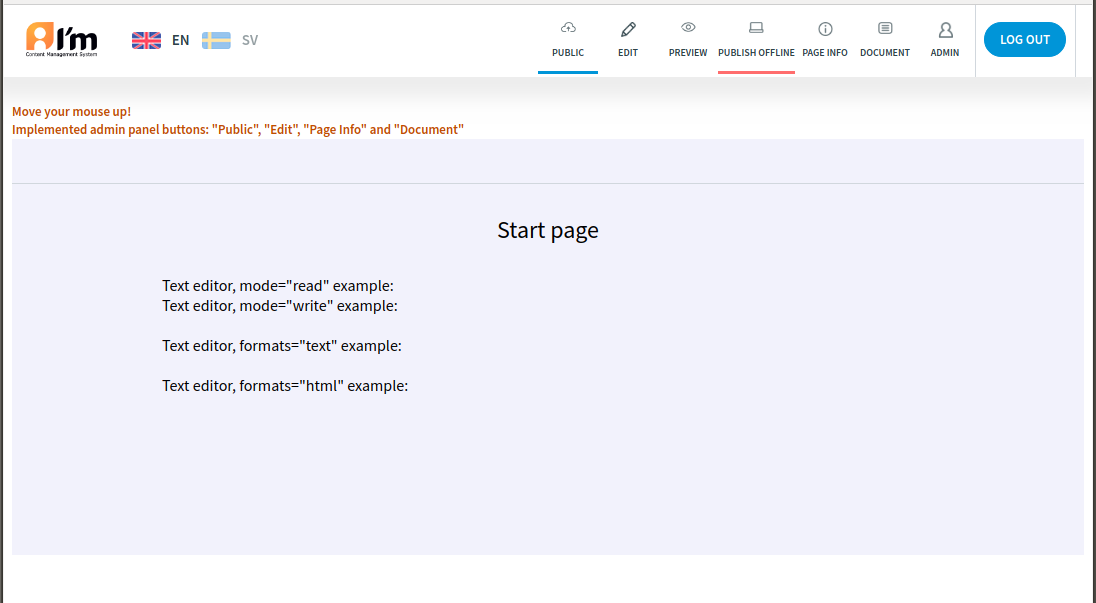 I'm
Content Management System
EN
SV
PUBLIC
EDIT
PREVIEW
PUBLISH OFFLINE
PAGE INFO
DOCUMENT
ADMIN
LOG OUT
Move your mouse up!
Implemented admin panel buttons: "Public", "Edit", "Page Info" and "Document"
Start page
Text editor, mode="read" example:
Text editor, mode="write" example:
Text editor, formats="text" example:
Text editor, formats="html" example: